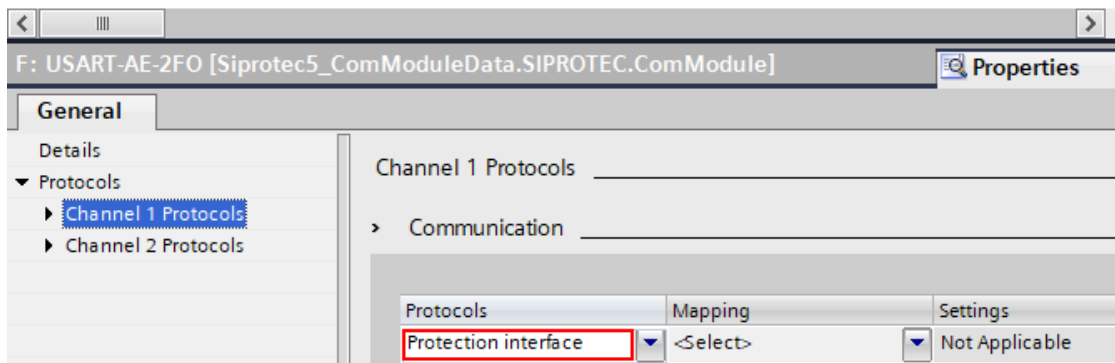 F: USART-AE-2FO [Siprotec5_ComModuleData.SIPROTEC.ComModule]
Properties
General
Details
Protocols
Channel 1 Protocols
Channel 2 Protocols
Channel 1 Protocols
Communication
Protocols Mapping Settings
Protection interface <Select> Not Applicable